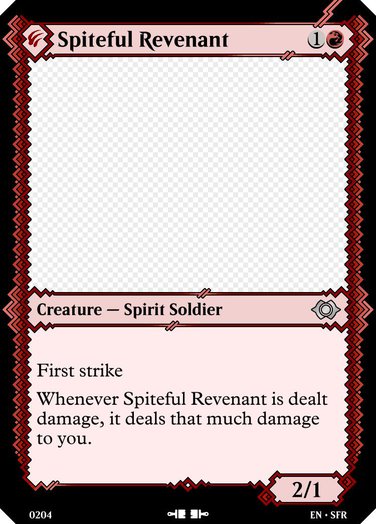 Spiteful Revenant 1
Creature — Spirit Soldier
First strike
Whenever Spiteful Revenant is dealt
damage, it deals that much damage
to you.
2/1
0204 EN • SFR